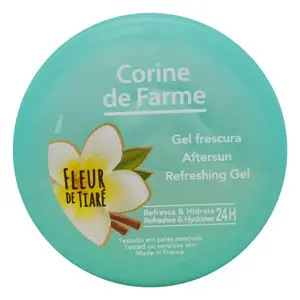 Corine
de Farme
Gel frescura
Aftersun
Refreshing Gel
FLEUR
DE TIARÉ
Refresca & Hidrata
Refreshes & Hydrates 24H
Testado em peles sensíveis
Tested on sensitive skin
Made in France